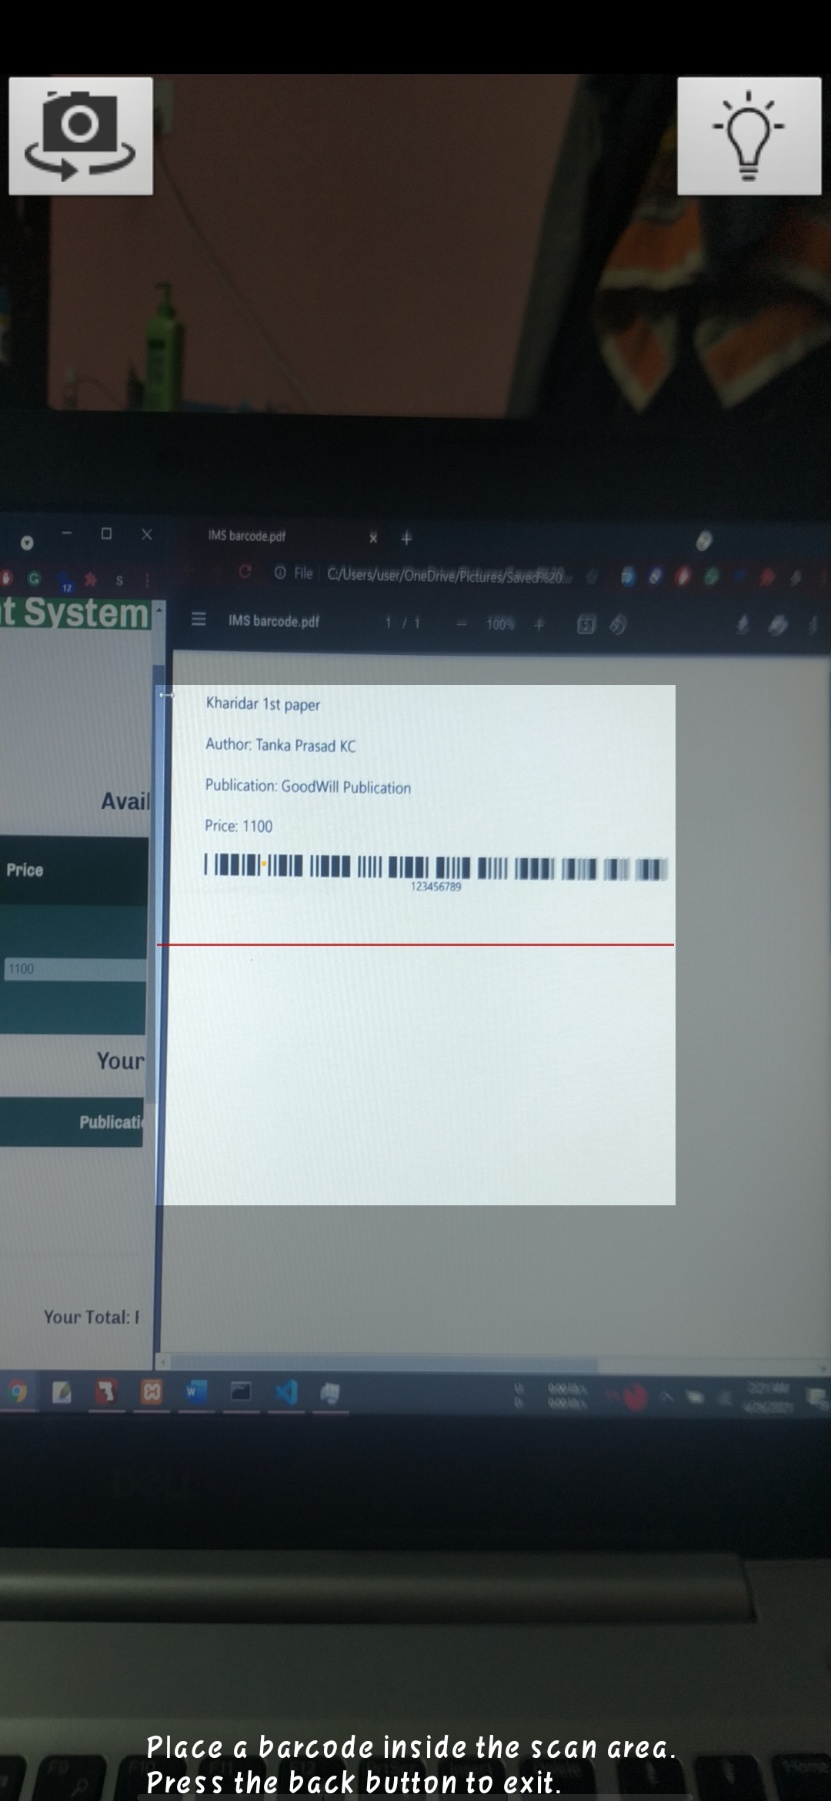 IMS barcode.pdf
File C:/Users/user/OneDrive/Pictures/Saved%20...
t System
IMS barcode.pdf 1 / 1 100%
Kharidar 1st paper
Author: Tanka Prasad KC
Publication: GoodWill Publication
Price: 1100
123456789
Avail
Price
1100
Your
Publicati
Your Total:
Place a barcode inside the scan area.
Press the back button to exit.